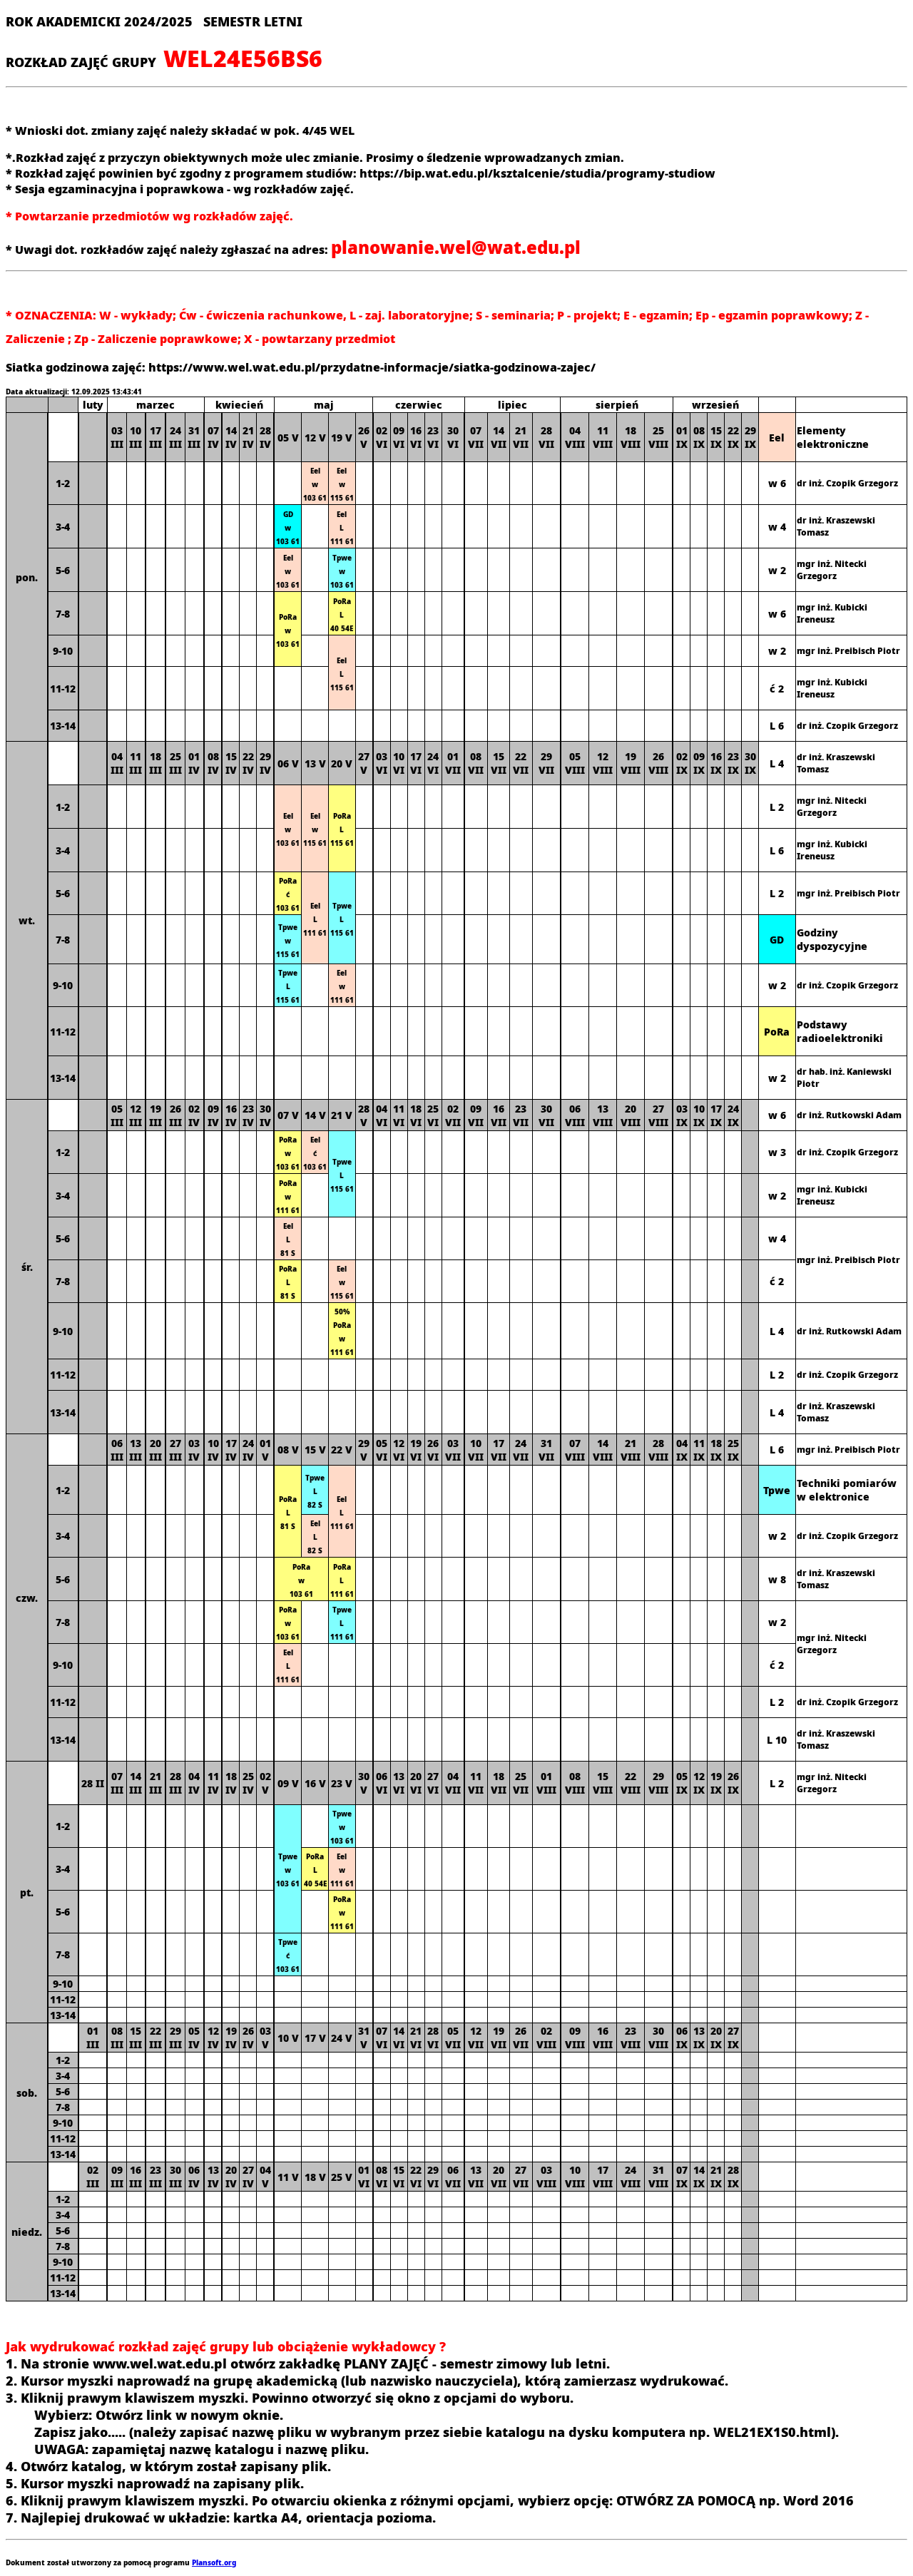 ROK AKADEMICKI 2024/2025 SEMESTR LETNI
ROZKŁAD ZAJĘĆ GRUPY WEL24E56BS6
* Wnioski dot. zmiany zajęć należy składać w pok. 4/45 WEL
*.Rozkład zajęć z przyczyn obiektywnych może ulec zmianie. Prosimy o śledzenie wprowadzanych zmian.
* Rozkład zajęć powinien być zgodny z programem studiów: https://bip.wat.edu.pl/ksztalcenie/studia/programy-studiow
* Sesja egzaminacyjna i poprawkowa - wg rozkładów zajęć.
* Powtarzanie przedmiotów wg rozkładów zajęć.
* Uwagi dot. rozkładów zajęć należy zgłaszać na adres: planowanie.wel@wat.edu.pl
* OZNACZENIA: W - wykłady; Ćw - ćwiczenia rachunkowe, L - zaj. laboratoryjne; S - seminaria; P - projekt; E - egzamin; Ep - egzamin poprawkowy; Z -
Zaliczenie ; Zp - Zaliczenie poprawkowe; X - powtarzany przedmiot
Siatka godzinowa zajęć: https://www.wel.wat.edu.pl/przydatne-informacje/siatka-godzinowa-zajec/
Data aktualizacji: 12.09.2025 13:43:41
luty marzec kwiecień maj czerwiec lipiec sierpień wrzesień
03 III 10 III 17 III 24 III 31 III 07 IV 14 IV 21 IV 28 IV 05 V 12 V 19 V 26 V 02 VI 09 VI 16 VI 23 VI 30 VI 07 VII 14 VII 21 VII 28 VII 04 VIII 11 VIII 18 VIII 25 VIII 01 IX 08 IX 15 IX 22 IX 29 IX Eel Elementy elektroniczne
pon.
1-2 Eel w 103 61 Eel w 115 61 w 6 dr inż. Czopik Grzegorz
3-4 GD w 103 61 Eel L 111 61 w 4 dr inż. Kraszewski Tomasz
5-6 Eel w 103 61 Tpwe w 103 61 w 2 mgr inż. Nitecki Grzegorz
7-8 PoRa w 103 61 PoRa L 40 54E w 6 mgr inż. Kubicki Ireneusz
9-10 Eel L 115 61 w 2 mgr inż. Preibisch Piotr
11-12 ć 2 mgr inż. Kubicki Ireneusz
13-14 L 6 dr inż. Czopik Grzegorz
04 III 11 III 18 III 25 III 01 IV 08 IV 15 IV 22 IV 29 IV 06 V 13 V 20 V 27 V 03 VI 10 VI 17 VI 24 VI 01 VII 08 VII 15 VII 22 VII 29 VII 05 VIII 12 VIII 19 VIII 26 VIII 02 IX 09 IX 16 IX 23 IX 30 IX L 4 dr inż. Kraszewski Tomasz
wt.
1-2 Eel w 103 61 Eel w 115 61 PoRa L 115 61 L 2 mgr inż. Nitecki Grzegorz
3-4 L 6 mgr inż. Kubicki Ireneusz
5-6 PoRa ć 103 61 Eel L 111 61 Tpwe L 115 61 L 2 mgr inż. Preibisch Piotr
7-8 Tpwe w 115 61 GD Godziny dyspozycyjne
9-10 Tpwe L 115 61 Eel w 111 61 w 2 dr inż. Czopik Grzegorz
11-12 PoRa Podstawy radioelektroniki
13-14 w 2 dr hab. inż. Kaniewski Piotr
05 III 12 III 19 III 26 III 02 IV 09 IV 16 IV 23 IV 30 IV 07 V 14 V 21 V 28 V 04 VI 11 VI 18 VI 25 VI 02 VII 09 VII 16 VII 23 VII 30 VII 06 VIII 13 VIII 20 VIII 27 VIII 03 IX 10 IX 17 IX 24 IX w 6 dr inż. Rutkowski Adam
śr.
1-2 PoRa w 103 61 Eel ć 103 61 Tpwe L 115 61 w 3 dr inż. Czopik Grzegorz
3-4 PoRa w 111 61 w 2 mgr inż. Kubicki Ireneusz
5-6 Eel L 81 S w 4 mgr inż. Preibisch Piotr
7-8 PoRa L 81 S Eel w 115 61 ć 2
9-10 50% PoRa w 111 61 L 4 dr inż. Rutkowski Adam
11-12 L 2 dr inż. Czopik Grzegorz
13-14 L 4 dr inż. Kraszewski Tomasz
06 III 13 III 20 III 27 III 03 IV 10 IV 17 IV 24 IV 01 V 08 V 15 V 22 V 29 V 05 VI 12 VI 19 VI 26 VI 03 VII 10 VII 17 VII 24 VII 31 VII 07 VIII 14 VIII 21 VIII 28 VIII 04 IX 11 IX 18 IX 25 IX L 6 mgr inż. Preibisch Piotr
czw.
1-2 PoRa L 81 S Tpwe L 82 S Eel L 111 61 Tpwe Techniki pomiarów w elektronice
3-4 Eel L 82 S w 2 dr inż. Czopik Grzegorz
5-6 PoRa w 103 61 PoRa L 111 61 w 8 dr inż. Kraszewski Tomasz
7-8 PoRa w 103 61 Tpwe L 111 61 w 2 mgr inż. Nitecki Grzegorz
9-10 Eel L 111 61 ć 2
11-12 L 2 dr inż. Czopik Grzegorz
13-14 L 10 dr inż. Kraszewski Tomasz
28 II 07 III 14 III 21 III 28 III 04 IV 11 IV 18 IV 25 IV 02 V 09 V 16 V 23 V 30 V 06 VI 13 VI 20 VI 27 VI 04 VII 11 VII 18 VII 25 VII 01 VIII 08 VIII 15 VIII 22 VIII 29 VIII 05 IX 12 IX 19 IX 26 IX L 2 mgr inż. Nitecki Grzegorz
pt.
1-2 Tpwe w 103 61 Tpwe w 103 61
3-4 PoRa L 40 54E Eel w 111 61
5-6 PoRa w 111 61
7-8 Tpwe ć 103 61
9-10
11-12
13-14
01 III 08 III 15 III 22 III 29 III 05 IV 12 IV 19 IV 26 IV 03 V 10 V 17 V 24 V 31 V 07 VI 14 VI 21 VI 28 VI 05 VII 12 VII 19 VII 26 VII 02 VIII 09 VIII 16 VIII 23 VIII 30 VIII 06 IX 13 IX 20 IX 27 IX
sob.
1-2
3-4
5-6
7-8
9-10
11-12
13-14
02 III 09 III 16 III 23 III 30 III 06 IV 13 IV 20 IV 27 IV 04 V 11 V 18 V 25 V 01 VI 08 VI 15 VI 22 VI 29 VI 06 VII 13 VII 20 VII 27 VII 03 VIII 10 VIII 17 VIII 24 VIII 31 VIII 07 IX 14 IX 21 IX 28 IX
niedz.
1-2
3-4
5-6
7-8
9-10
11-12
13-14
Jak wydrukować rozkład zajęć grupy lub obciążenie wykładowcy ?
1. Na stronie www.wel.wat.edu.pl otwórz zakładkę PLANY ZAJĘĆ - semestr zimowy lub letni.
2. Kursor myszki naprowadź na grupę akademicką (lub nazwisko nauczyciela), którą zamierzasz wydrukować.
3. Kliknij prawym klawiszem myszki. Powinno otworzyć się okno z opcjami do wyboru.
Wybierz: Otwórz link w nowym oknie.
Zapisz jako..... (należy zapisać nazwę pliku w wybranym przez siebie katalogu na dysku komputera np. WEL21EX1S0.html).
UWAGA: zapamiętaj nazwę katalogu i nazwę pliku.
4. Otwórz katalog, w którym został zapisany plik.
5. Kursor myszki naprowadź na zapisany plik.
6. Kliknij prawym klawiszem myszki. Po otwarciu okienka z różnymi opcjami, wybierz opcję: OTWÓRZ ZA POMOCĄ np. Word 2016
7. Najlepiej drukować w układzie: kartka A4, orientacja pozioma.
Dokument został utworzony za pomocą programu Plansoft.org